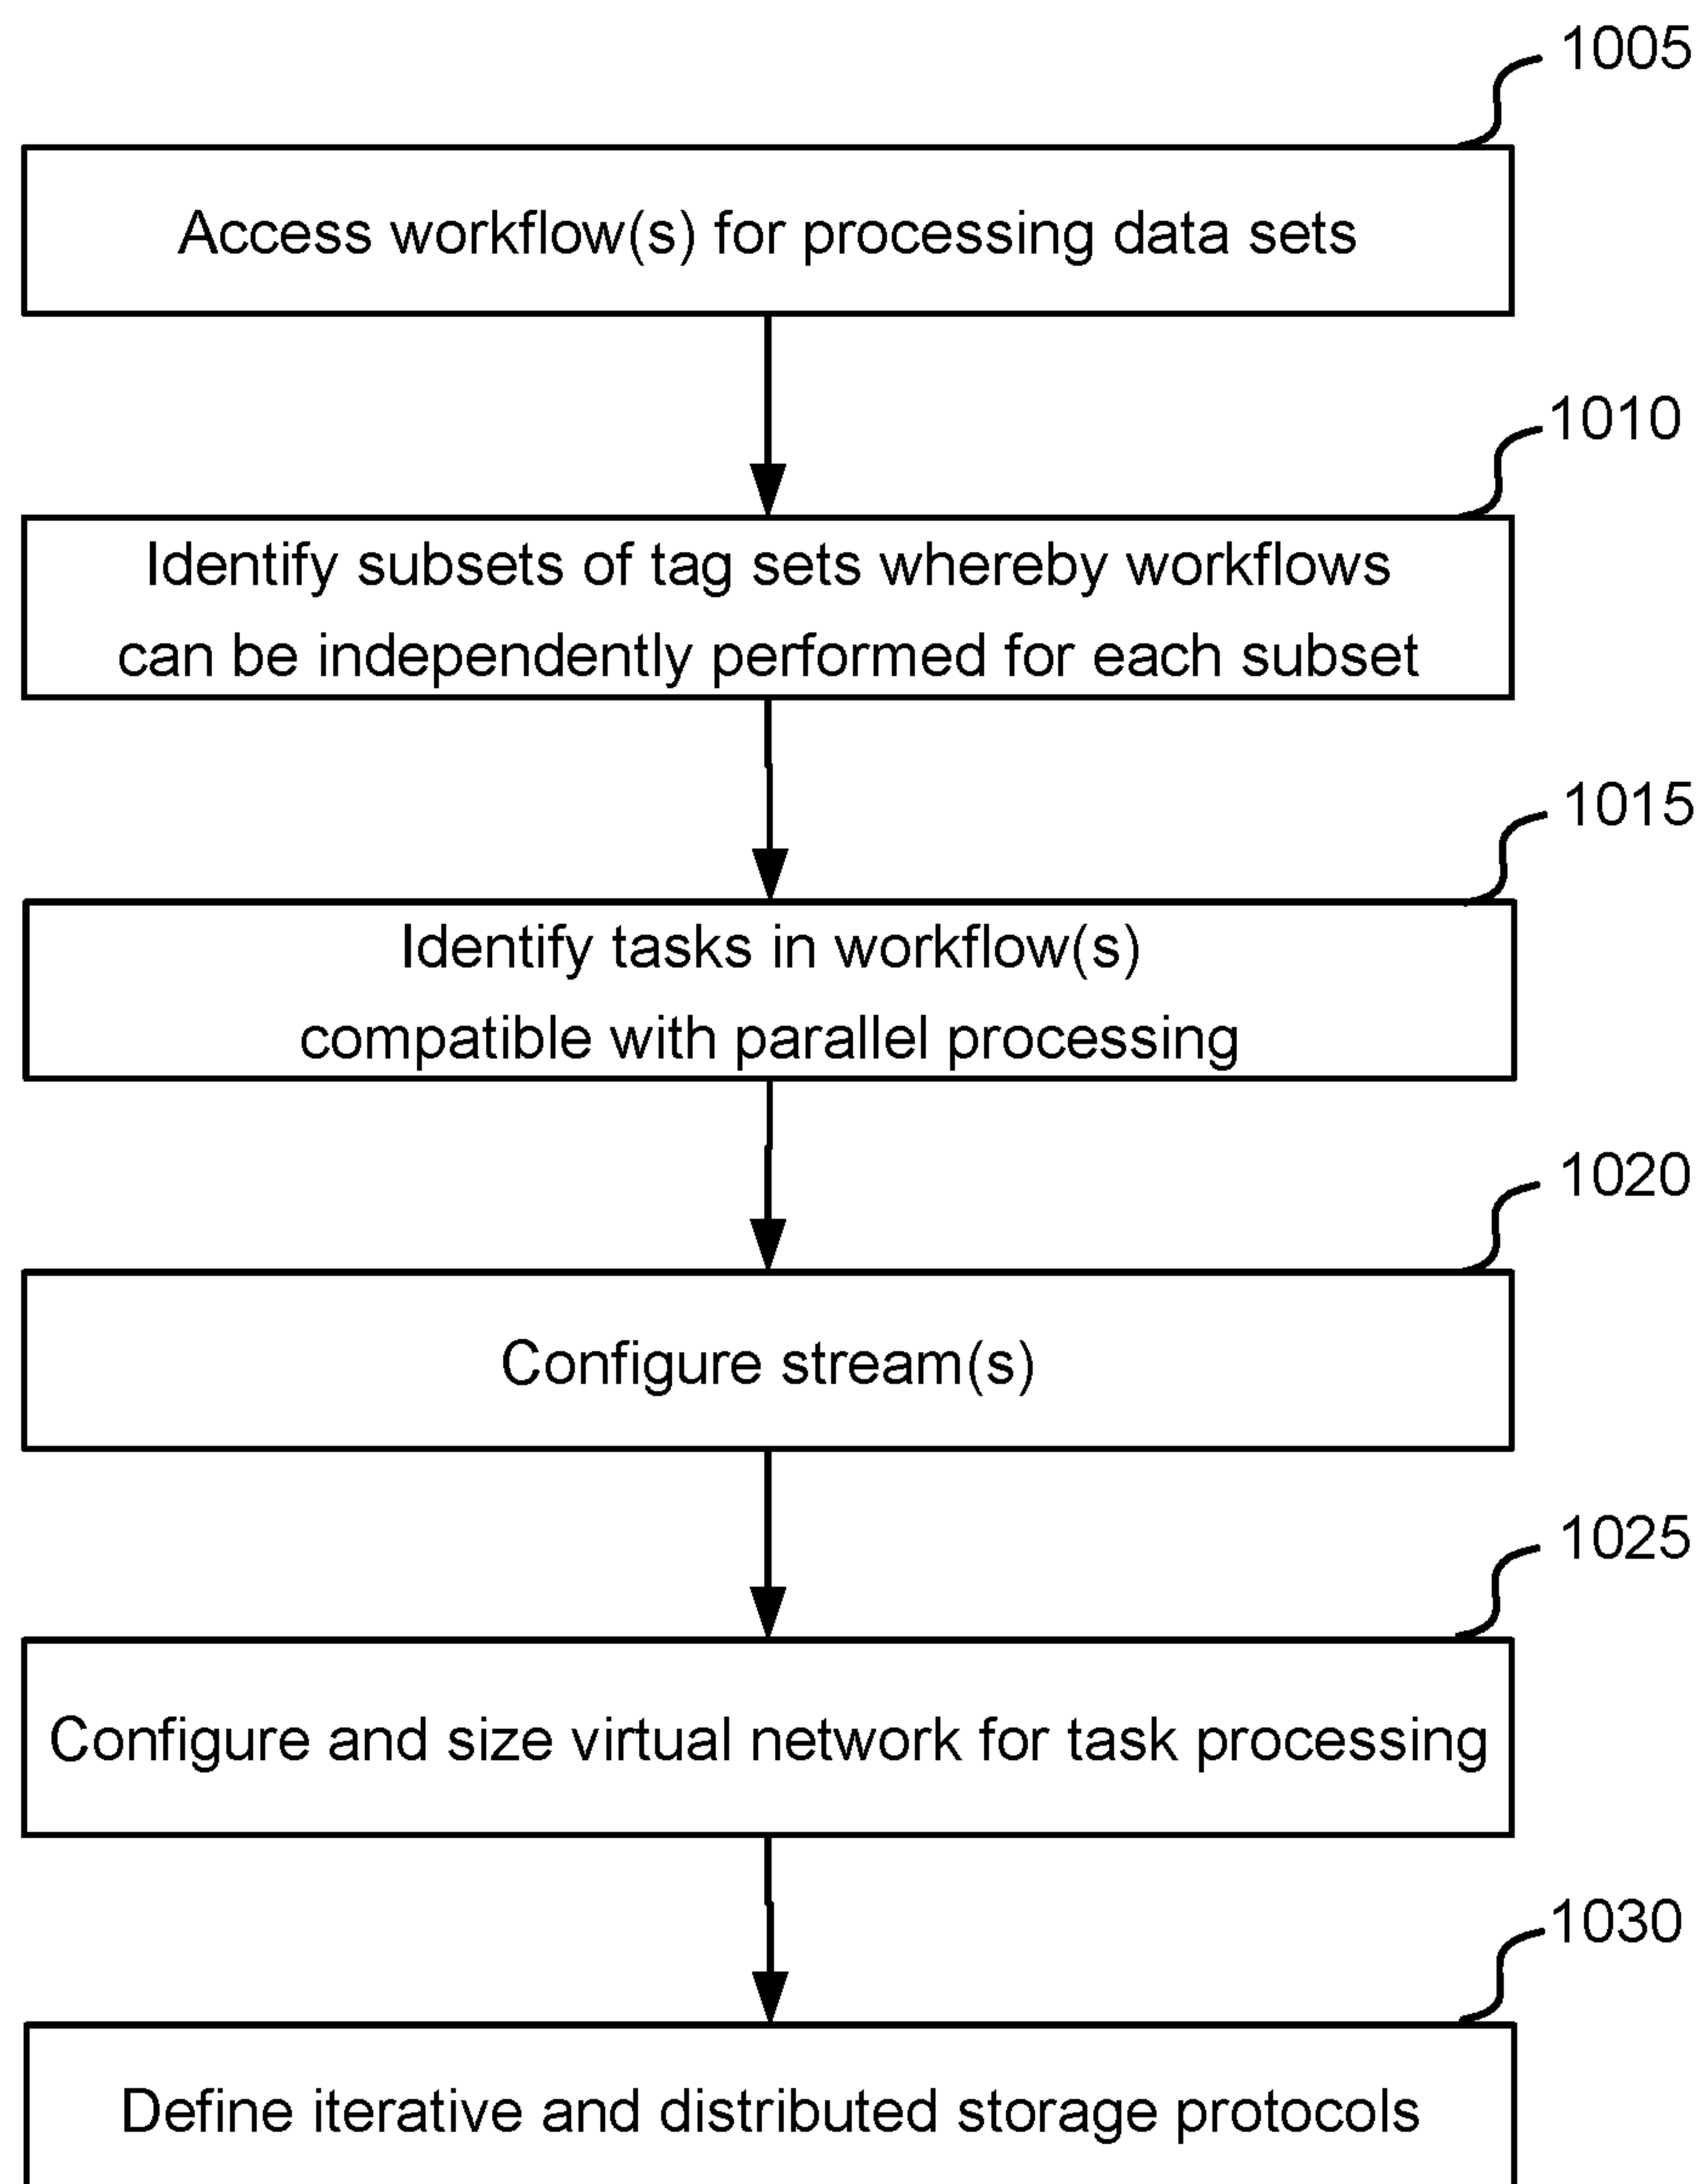 1005
Access workflow(s) for processing data sets
1010
Identify subsets of tag sets whereby workflows
can be independently performed for each subset
1015
Identify tasks in workflow(s)
compatible with parallel processing
1020
Configure stream(s)
1025
Configure and size virtual network for task processing
1030
Define iterative and distributed storage protocols